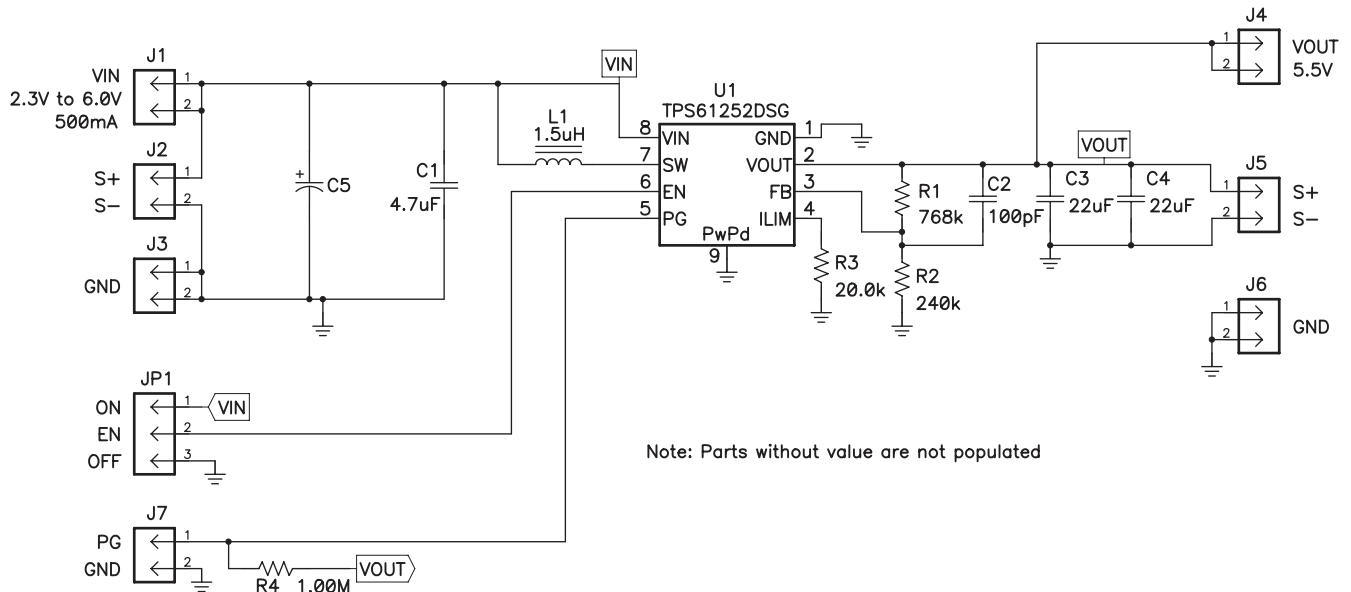 J1
VIN
2.3V to 6.0V
500mA
1
2
J2
S+
S-
1
2
J3
GND
1
2
+
C5
C1
4.7uF
L1
1.5uH
VIN
U1
TPS61252DSG
8 VIN
7 SW
6 EN
5 PG
GND 1
VOUT 2
FB 3
ILIM 4
PwPd
9
R3
20.0k
R1
768k
R2
240k
C2
100pF
C3
22uF
VOUT
C4
22uF
J4
1
2
VOUT
5.5V
J5
1
2
S+
S-
J6
1
2
GND
JP1
ON 1 VIN
EN 2
OFF 3
Note: Parts without value are not populated
J7
PG 1
GND 2
R4 1.00M
VOUT